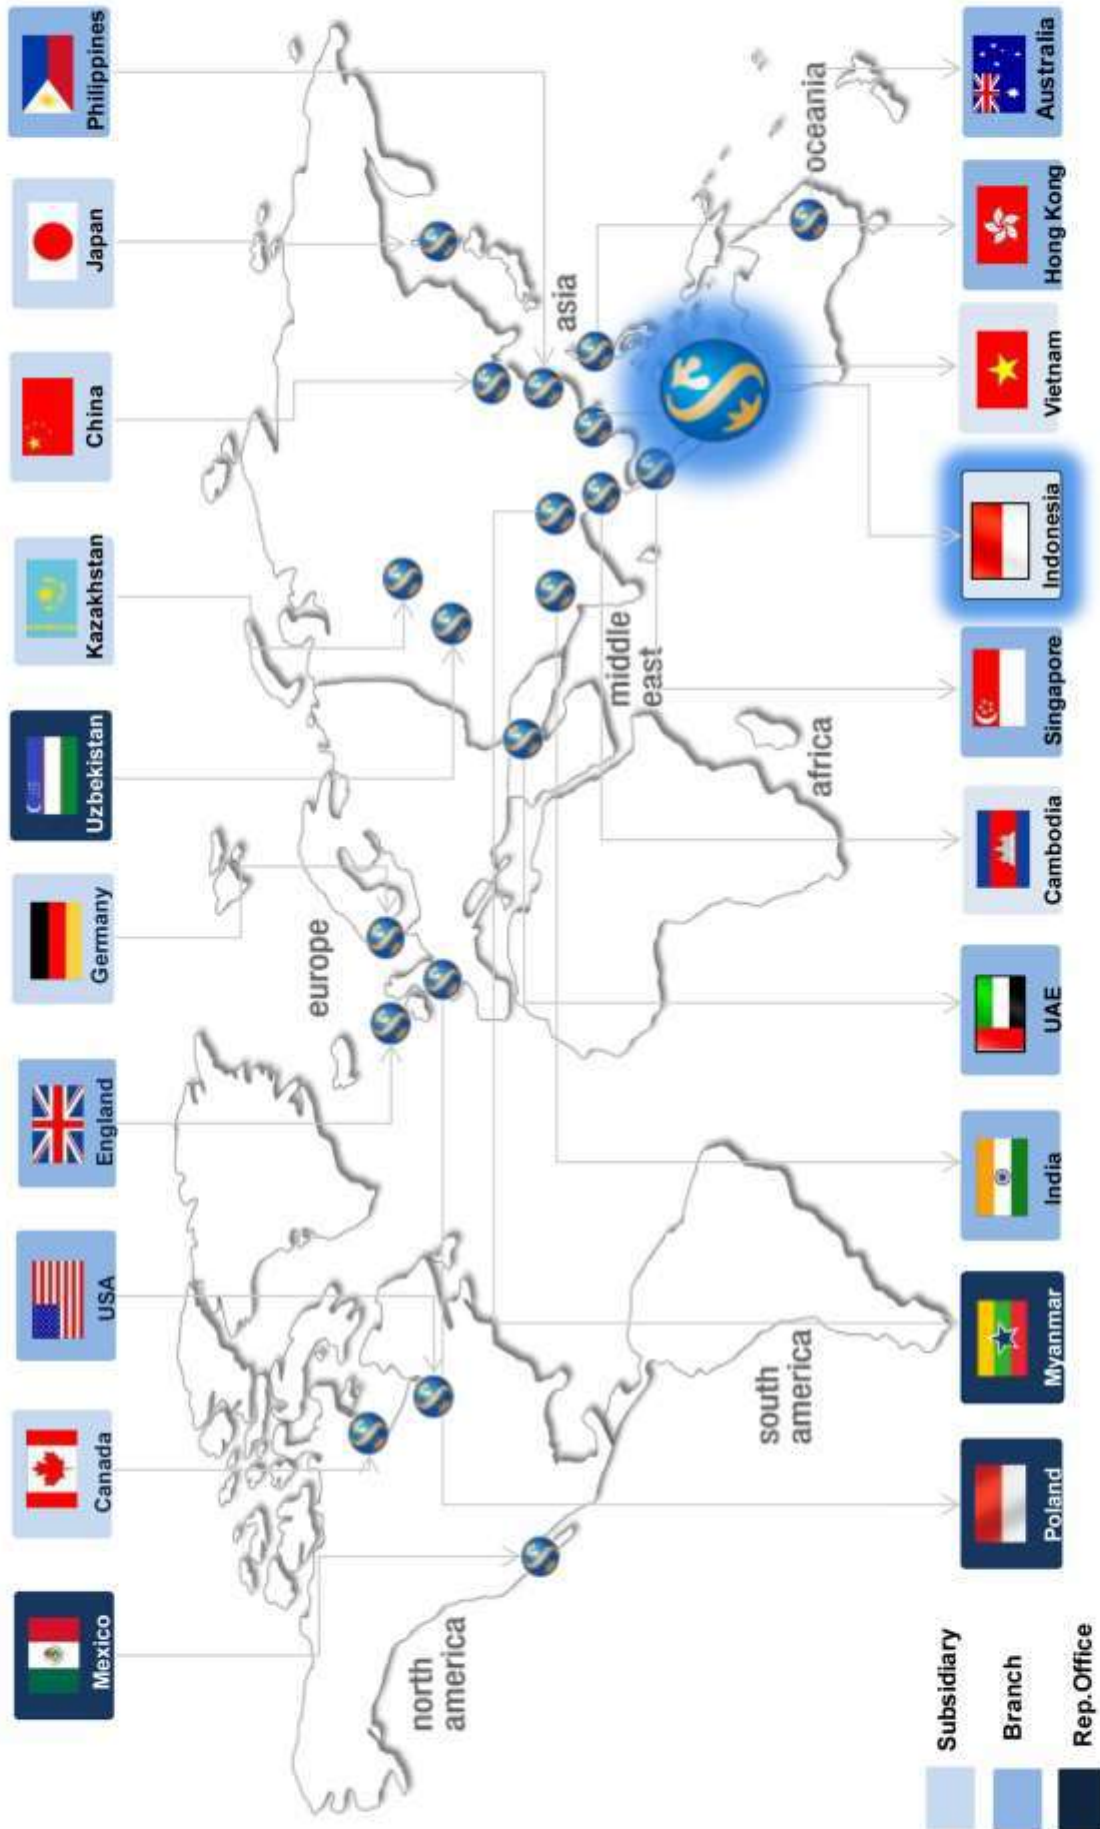 Mexico
Canada
USA
England
Germany
Uzbekistan
Kazakhstan
China
Japan
Philippines
north
america
europe
asia
middle
east
africa
oceania
south
america
Subsidiary
Branch
Rep.Office
Poland
Myanmar
India
UAE
Cambodia
Singapore
Indonesia
Vietnam
Hong Kong
Australia